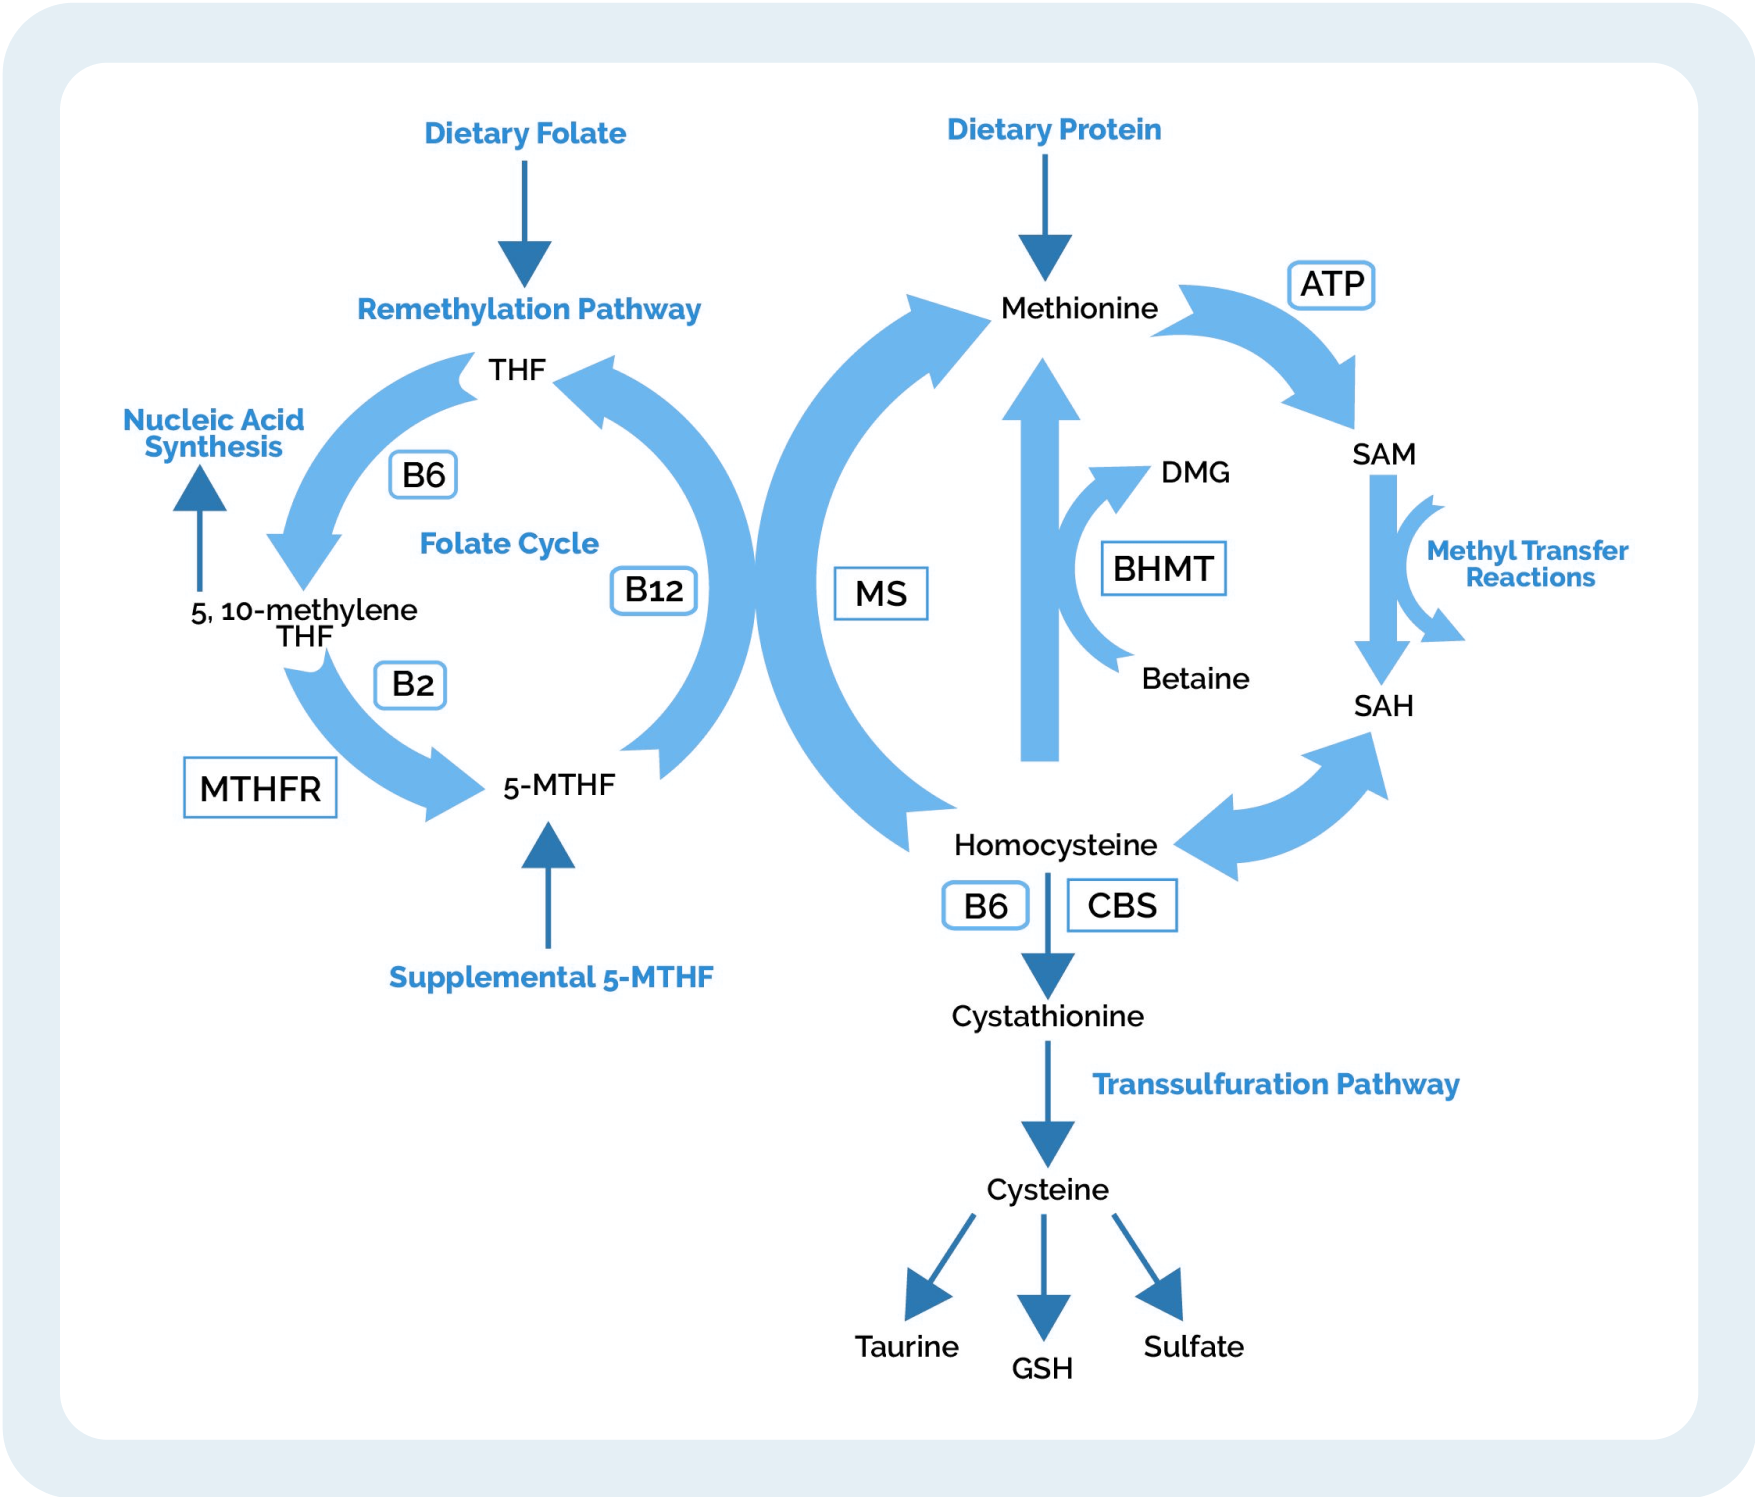 Dietary Folate
Dietary Protein
Remethylation Pathway
Methionine
ATP
THF
Nucleic Acid
Synthesis
B6
SAM
DMG
Folate Cycle
B12
MS
BHMT
Methyl Transfer
Reactions
5, 10-methylene
THF
B2
Betaine
SAH
MTHFR
5-MTHF
Homocysteine
B6
CBS
Supplemental 5-MTHF
Cystathionine
Transsulfuration Pathway
Cysteine
Taurine
GSH
Sulfate